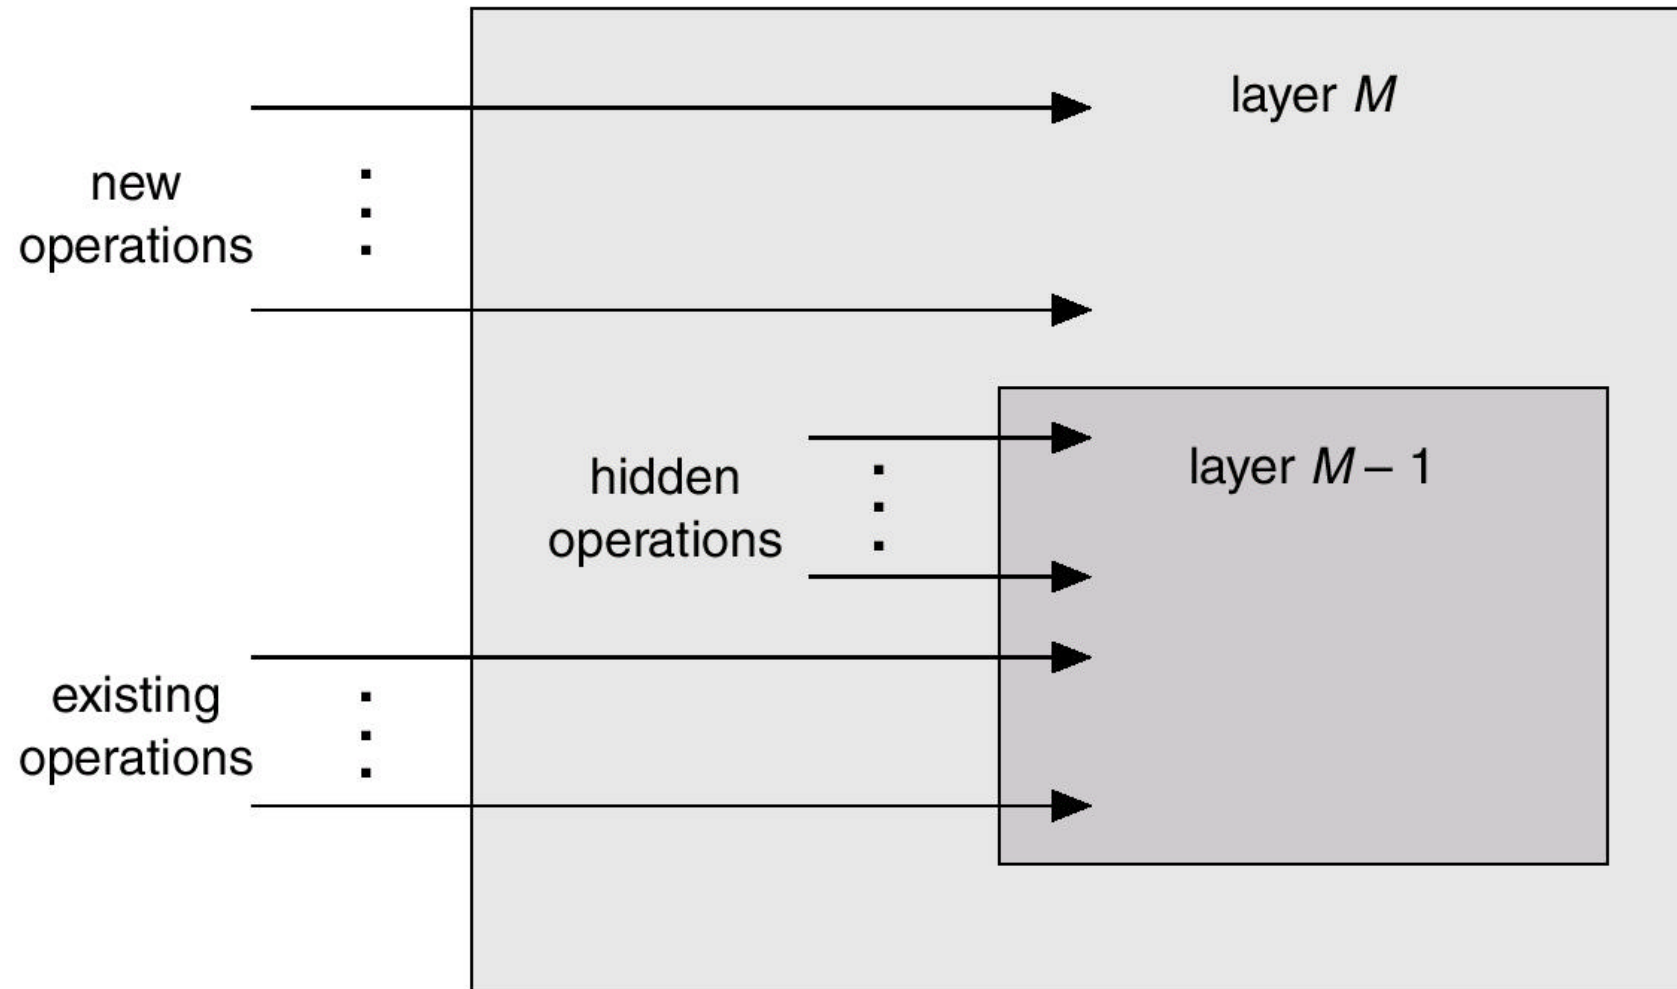 layer M
new
operations
hidden
operations
layer M – 1
existing
operations